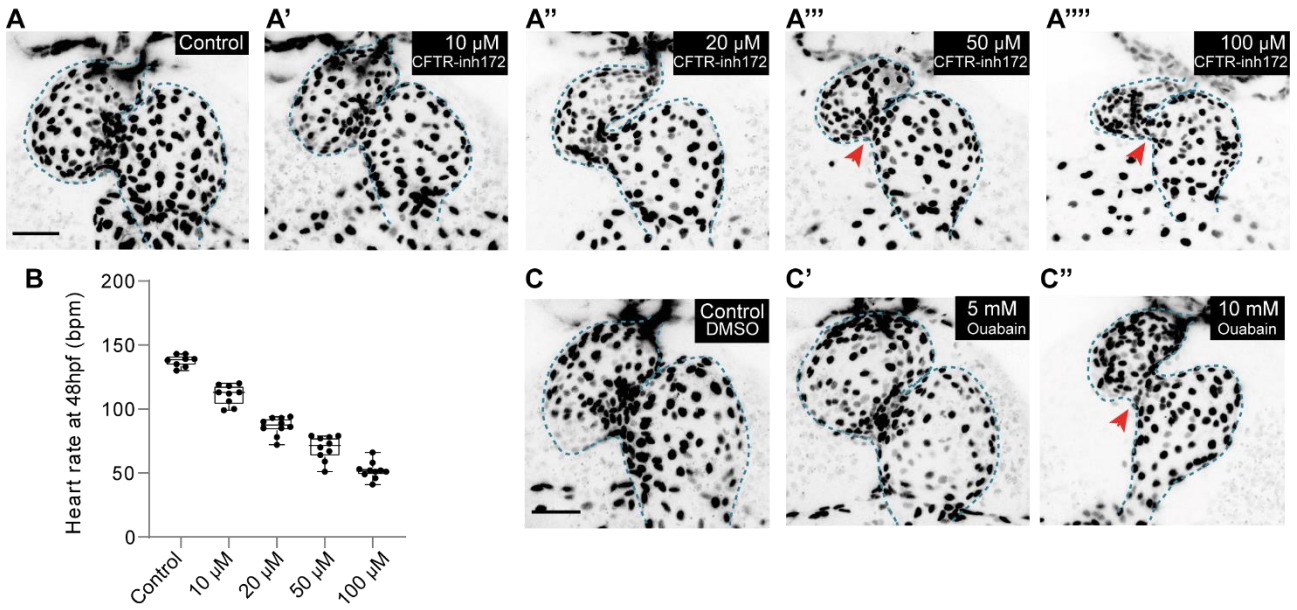 A
Control
A'
10 µM
CFTR-inh172
A''
20 µM
CFTR-inh172
A'''
50 µM
CFTR-inh172
A''''
100 µM
CFTR-inh172
B
Heart rate at 48hpf (bpm)
200
150
100
50
0
Control
10 µM
20 µM
50 µM
100 µM
C
Control
DMSO
C'
5 mM
Ouabain
C''
10 mM
Ouabain